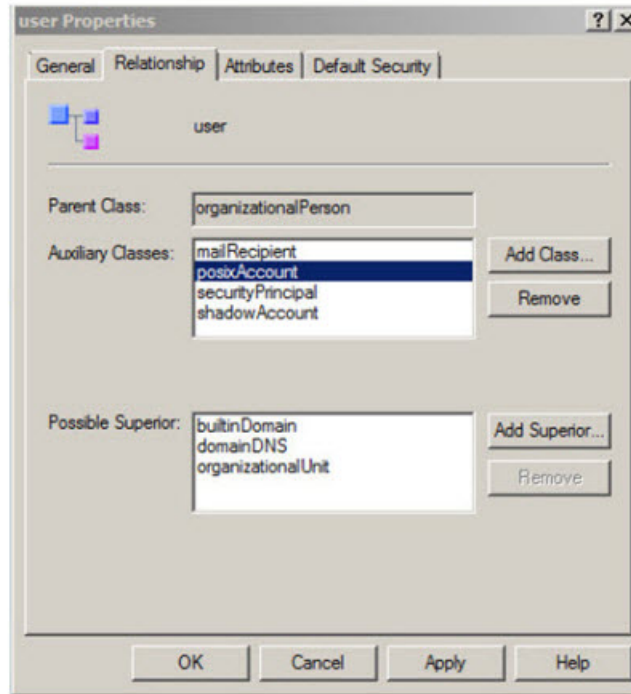 user Properties
General Relationship Attributes Default Security
user
Parent Class: organizationalPerson
Auxiliary Classes: mailRecipient Add Class...
posixAccount
securityPrincipal Remove
shadowAccount
Possible Superior: builtinDomain Add Superior...
domainDNS
organizationalUnit Remove
OK Cancel Apply Help